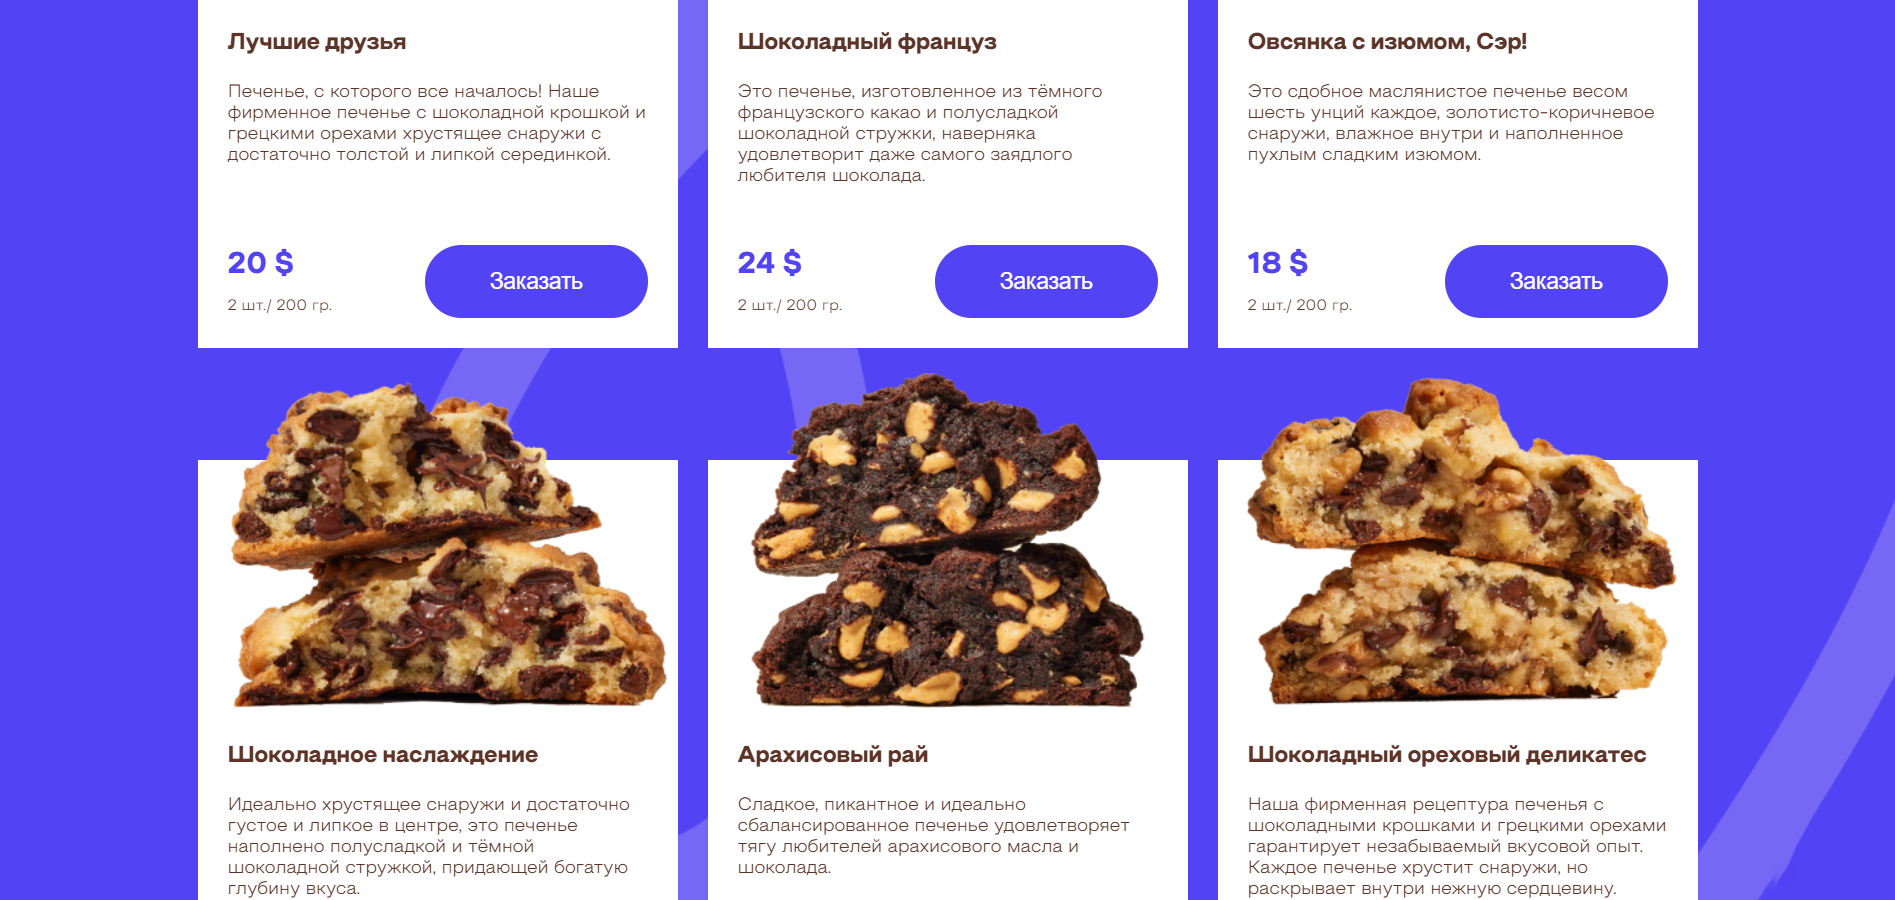 Лучшие друзья
Печенье, с которого все началось! Наше
фирменное печенье с шоколадной крошкой и
грецкими орехами хрустящее снаружи с
достаточно толстой и липкой серединкой.
20 $
2 шт./ 200 гр.
Заказать
Шоколадный француз
Это печенье, изготовленное из тёмного
французского какао и полусладкой
шоколадной стружки, наверняка
удовлетворит даже самого заядлого
любителя шоколада.
24 $
2 шт./ 200 гр.
Заказать
Овсянка с изюмом, Сэр!
Это сдобное маслянистое печенье весом
шесть унций каждое, золотисто-коричневое
снаружи, влажное внутри и наполненное
пухлым сладким изюмом.
18 $
2 шт./ 200 гр.
Заказать
Шоколадное наслаждение
Идеально хрустящее снаружи и достаточно
густое и липкое в центре, это печенье
наполнено полусладкой и тёмной
шоколадной стружкой, придающей богатую
глубину вкуса.
Арахисовый рай
Сладкое, пикантное и идеально
сбалансированное печенье удовлетворяет
тягу любителей арахисового масла и
шоколада.
Шоколадный ореховый деликатес
Наша фирменная рецептура печенья с
шоколадными крошками и грецкими орехами
гарантирует незабываемый вкусовой опыт.
Каждое печенье хрустит снаружи, но
раскрывает внутри нежную сердцевину.